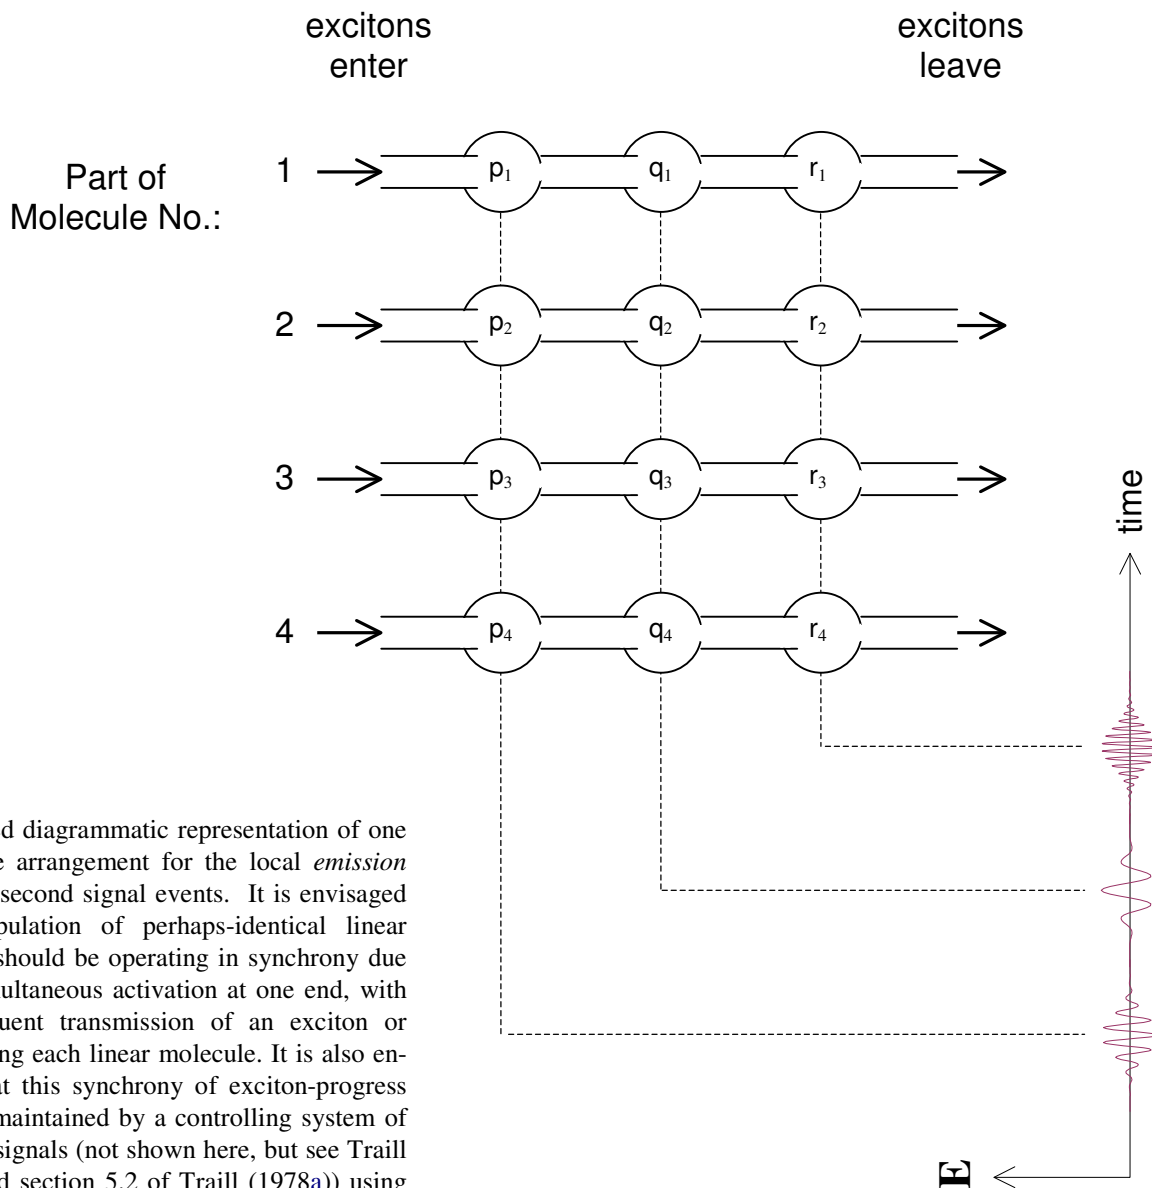 excitons
enter
excitons
leave
Part of
Molecule No.:
1
p1
q1
r1
2
p2
q2
r2
3
p3
q3
r3
4
p4
q4
r4
time
E
d diagrammatic representation of one
e arrangement for the local emission
second signal events. It is envisaged
pulation of perhaps-identical linear
should be operating in synchrony due
ultaneous activation at one end, with
quent transmission of an exciton or
ng each linear molecule. It is also en-
at this synchrony of exciton-progress
maintained by a controlling system of
signals (not shown here, but see Traill
d section 5.2 of Traill (1978a)) using